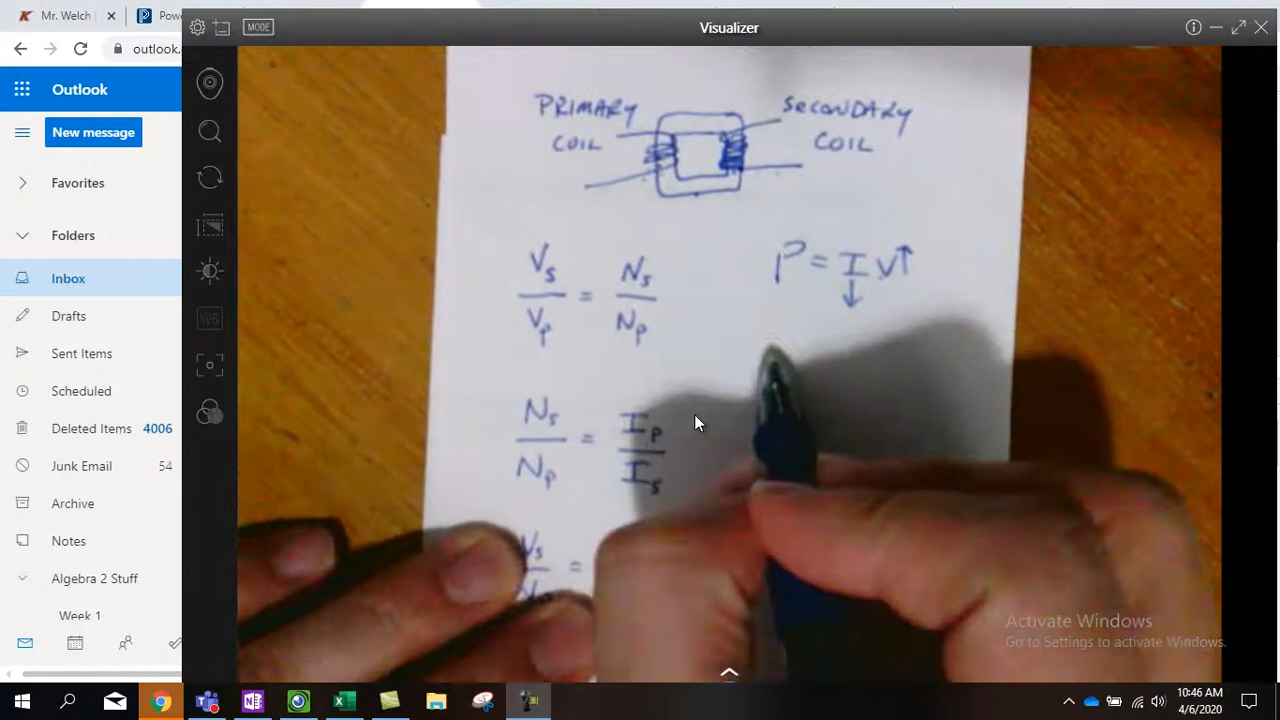 Mr. Welch
Pow
outlook.
Visualizer
MODE
Outlook
New message
Favorites
Folders
Inbox
Drafts
Sent Items
Scheduled
Deleted Items 4006
Junk Email 54
Archive
Notes
Algebra 2 Stuff
Week 1
PRIMARY COIL
SECONDARY COIL
Vs/Vp = Ns/Np
P = I↓ V↑
Ns/Np = Ip/Is
Vs =
Activate Windows
Go to Settings to activate Windows.
10:46 AM
4/6/2020